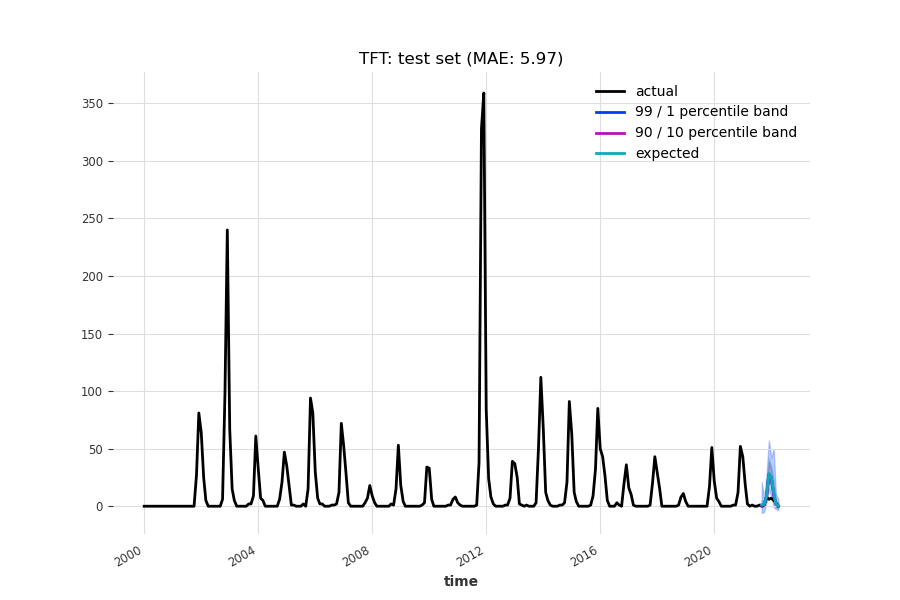 TFT: test set (MAE: 5.97)
actual
99 / 1 percentile band
90 / 10 percentile band
expected
350
300
250
200
150
100
50
0
2000
2004
2008
2012
2016
2020
time